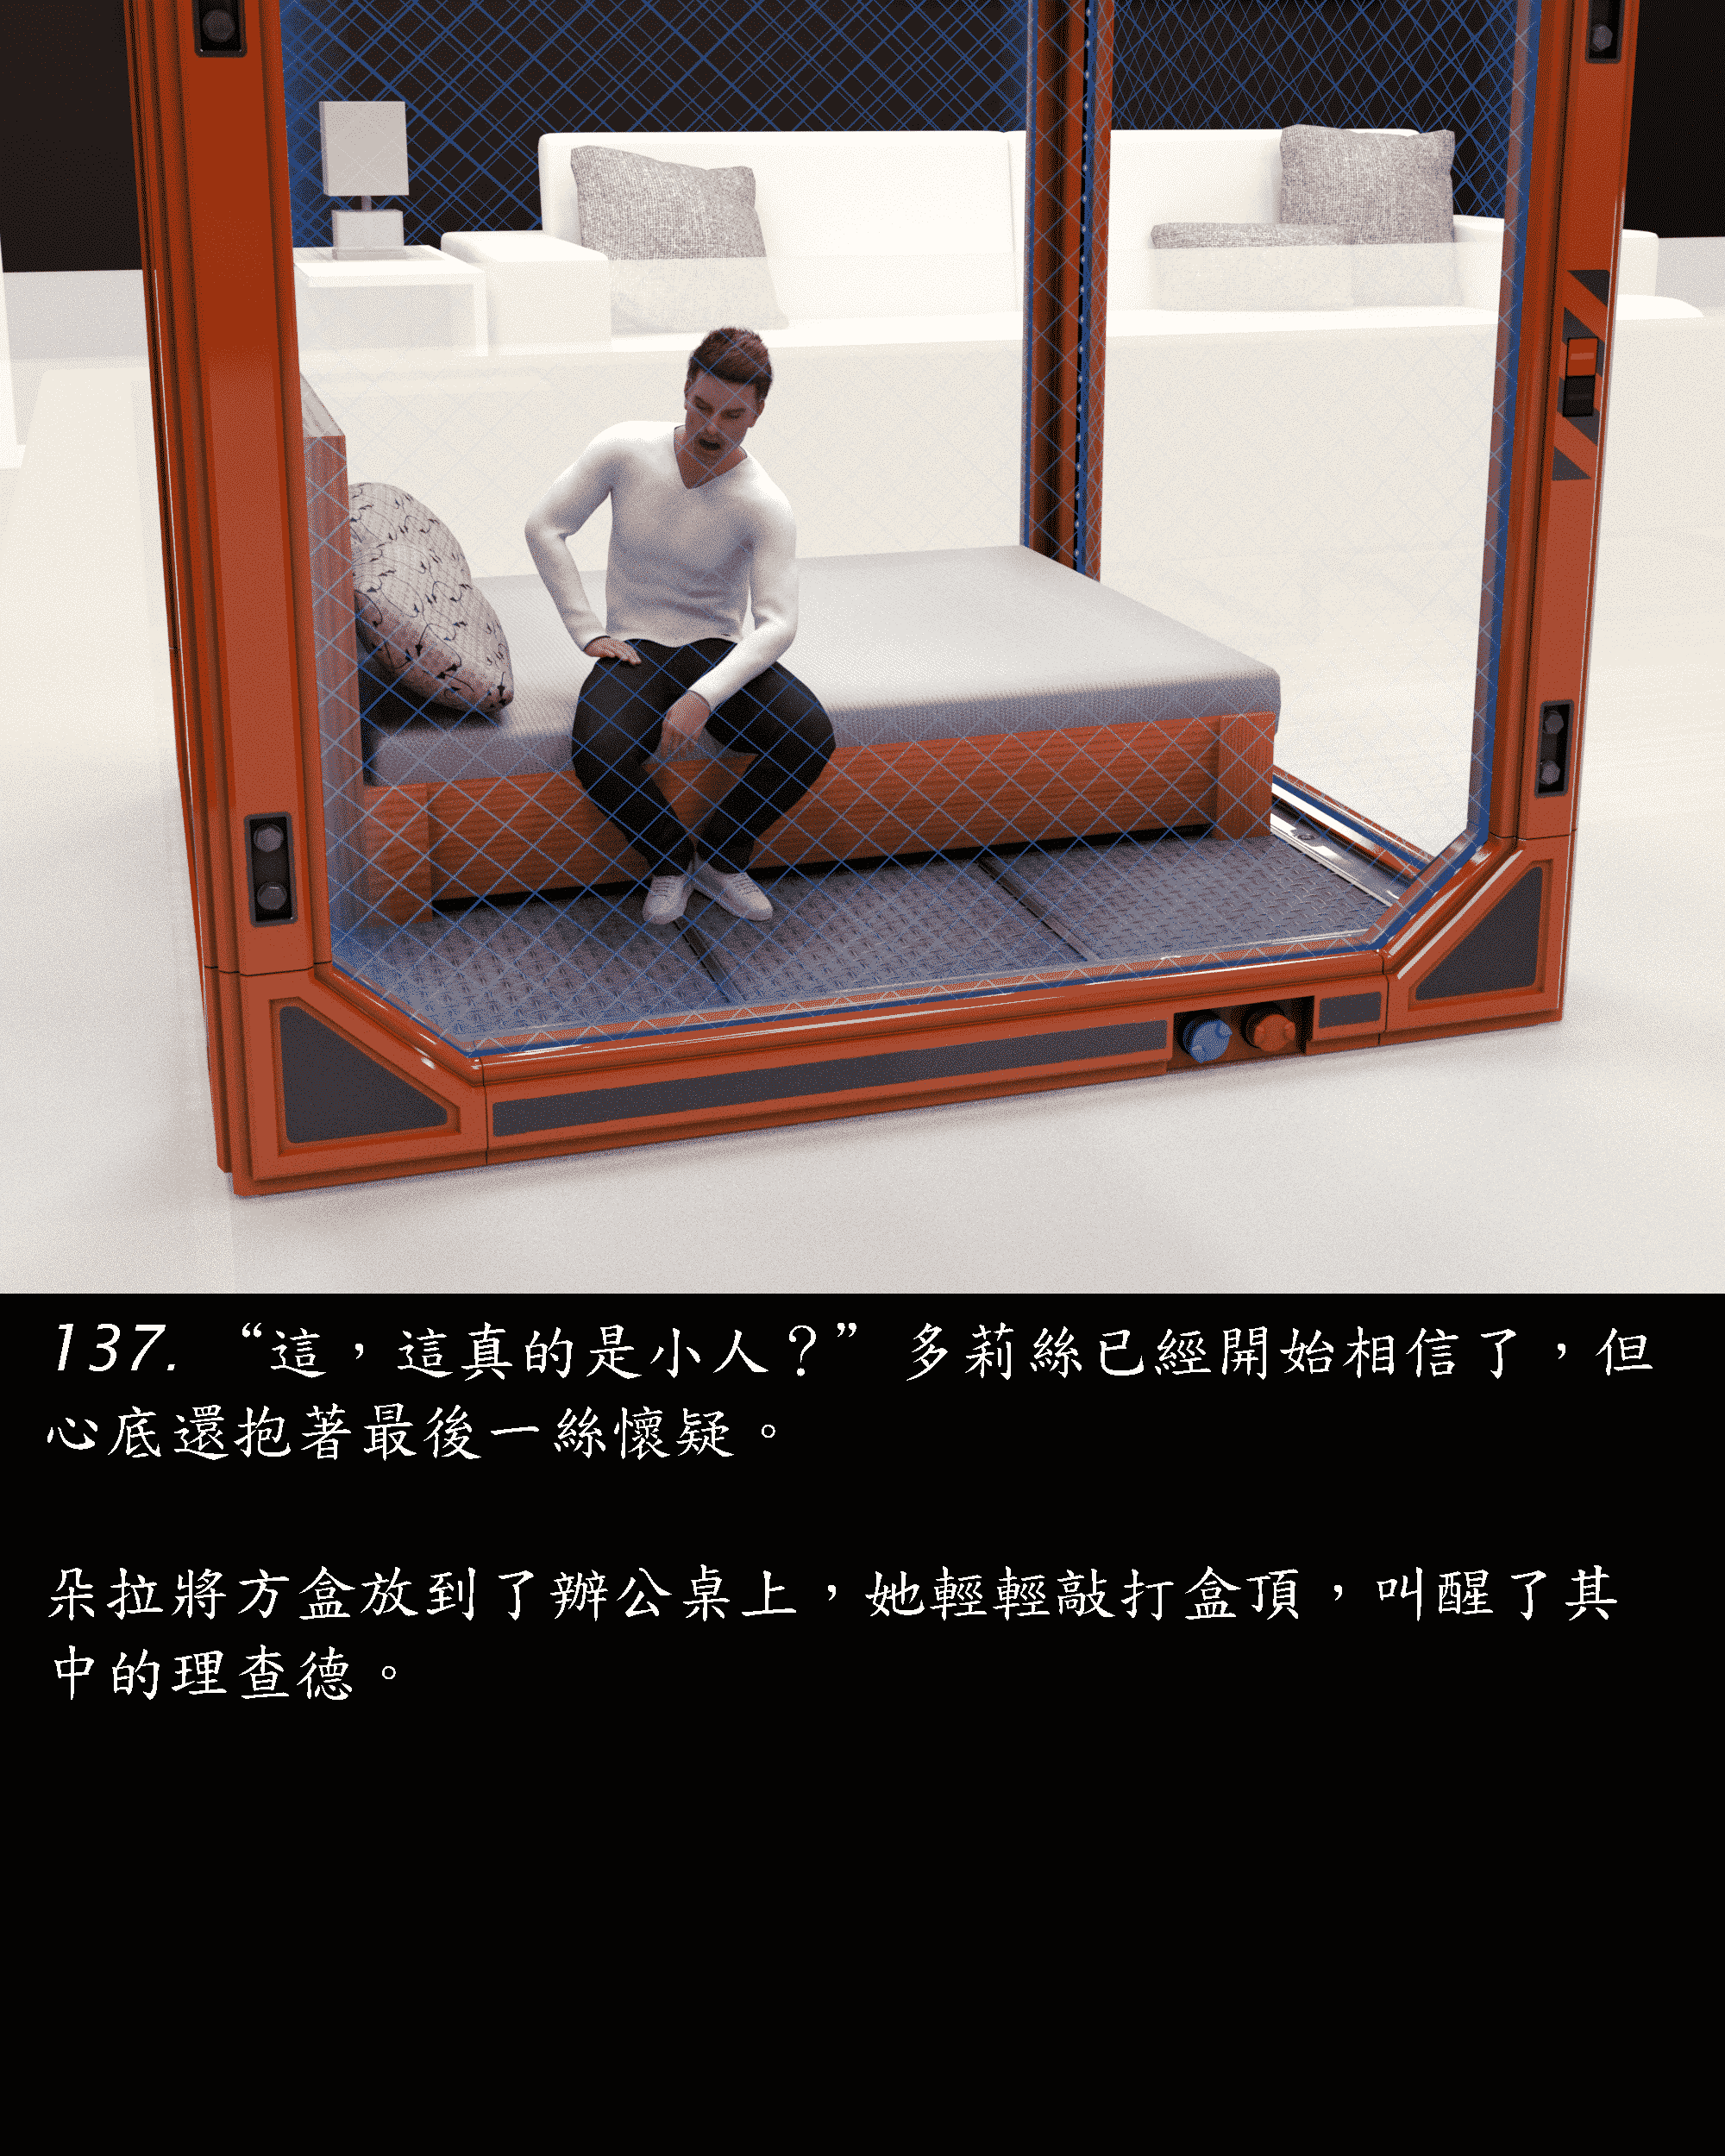 137. “這，這真的是小人？” 多莉絲已經開始相信了，但
心底還抱著最後一絲懷疑。
朵拉將方盒放到了辦公桌上，她輕輕敲打盒頂，叫醒了其
中的理查德。